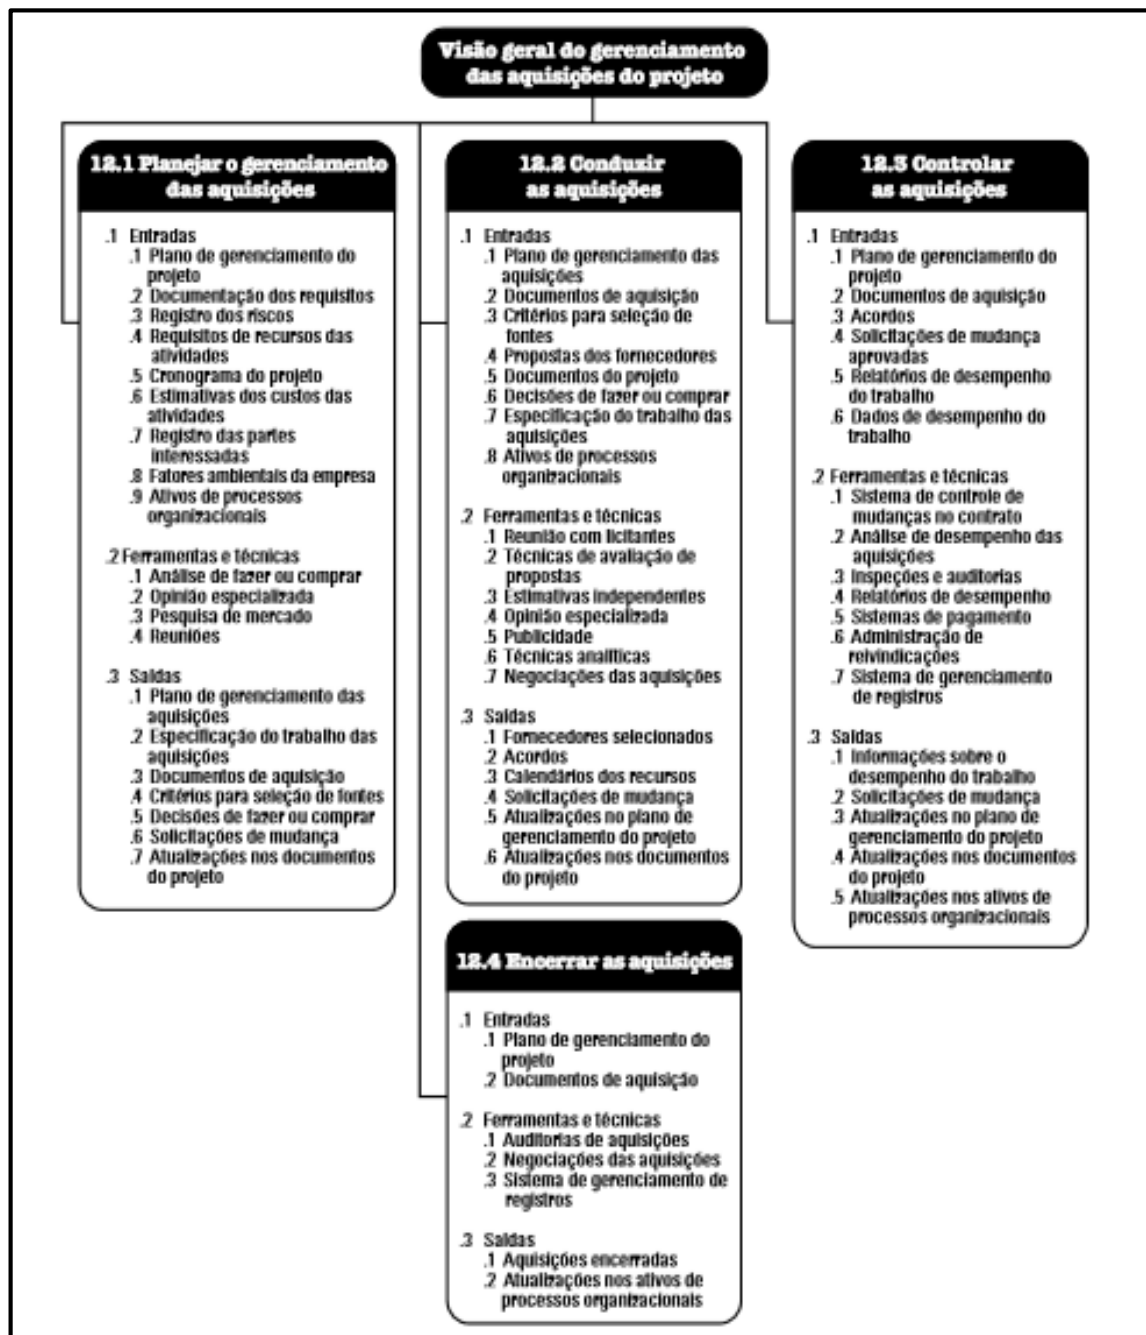 Visão geral do gerenciamento
das aquisições do projeto
12.1 Planejar o gerenciamento
das aquisições
.1 Entradas
.1 Plano de gerenciamento do
projeto
.2 Documentação dos requisitos
.3 Registro dos riscos
.4 Requisitos de recursos das
atividades
.5 Cronograma do projeto
.6 Estimativas dos custos das
atividades
.7 Registro das partes
interessadas
.8 Fatores ambientais da empresa
.9 Ativos de processos
organizacionais
.2 Ferramentas e técnicas
.1 Análise de fazer ou comprar
.2 Opinião especializada
.3 Pesquisa de mercado
.4 Reuniões
.3 Saídas
.1 Plano de gerenciamento das
aquisições
.2 Especificação do trabalho das
aquisições
.3 Documentos de aquisição
.4 Critérios para seleção de fontes
.5 Decisões de fazer ou comprar
.6 Solicitações de mudança
.7 Atualizações nos documentos
do projeto
12.2 Conduzir
as aquisições
.1 Entradas
.1 Plano de gerenciamento das
aquisições
.2 Documentos de aquisição
.3 Critérios para seleção de
fontes
.4 Propostas dos fornecedores
.5 Documentos do projeto
.6 Decisões de fazer ou comprar
.7 Especificação do trabalho das
aquisições
.8 Ativos de processos
organizacionais
.2 Ferramentas e técnicas
.1 Reunião com licitantes
.2 Técnicas de avaliação de
propostas
.3 Estimativas independentes
.4 Opinião especializada
.5 Publicidade
.6 Técnicas analíticas
.7 Negociações das aquisições
.3 Saídas
.1 Fornecedores selecionados
.2 Acordos
.3 Calendários dos recursos
.4 Solicitações de mudança
.5 Atualizações no plano de
gerenciamento do projeto
.6 Atualizações nos documentos
do projeto
12.3 Controlar
as aquisições
.1 Entradas
.1 Plano de gerenciamento do
projeto
.2 Documentos de aquisição
.3 Acordos
.4 Solicitações de mudança
aprovadas
.5 Relatórios de desempenho
do trabalho
.6 Dados de desempenho do
trabalho
.2 Ferramentas e técnicas
.1 Sistema de controle de
mudanças no contrato
.2 Análise de desempenho das
aquisições
.3 Inspeções e auditorias
.4 Relatórios de desempenho
.5 Sistemas de pagamento
.6 Administração de
reivindicações
.7 Sistema de gerenciamento
de registros
.3 Saídas
.1 Informações sobre o
desempenho do trabalho
.2 Solicitações de mudança
.3 Atualizações no plano de
gerenciamento do projeto
.4 Atualizações nos documentos
do projeto
.5 Atualizações nos ativos de
processos organizacionais
12.4 Encerrar as aquisições
.1 Entradas
.1 Plano de gerenciamento do
projeto
.2 Documentos de aquisição
.2 Ferramentas e técnicas
.1 Auditorias de aquisições
.2 Negociações das aquisições
.3 Sistema de gerenciamento de
registros
.3 Saídas
.1 Aquisições encerradas
.2 Atualizações nos ativos de
processos organizacionais